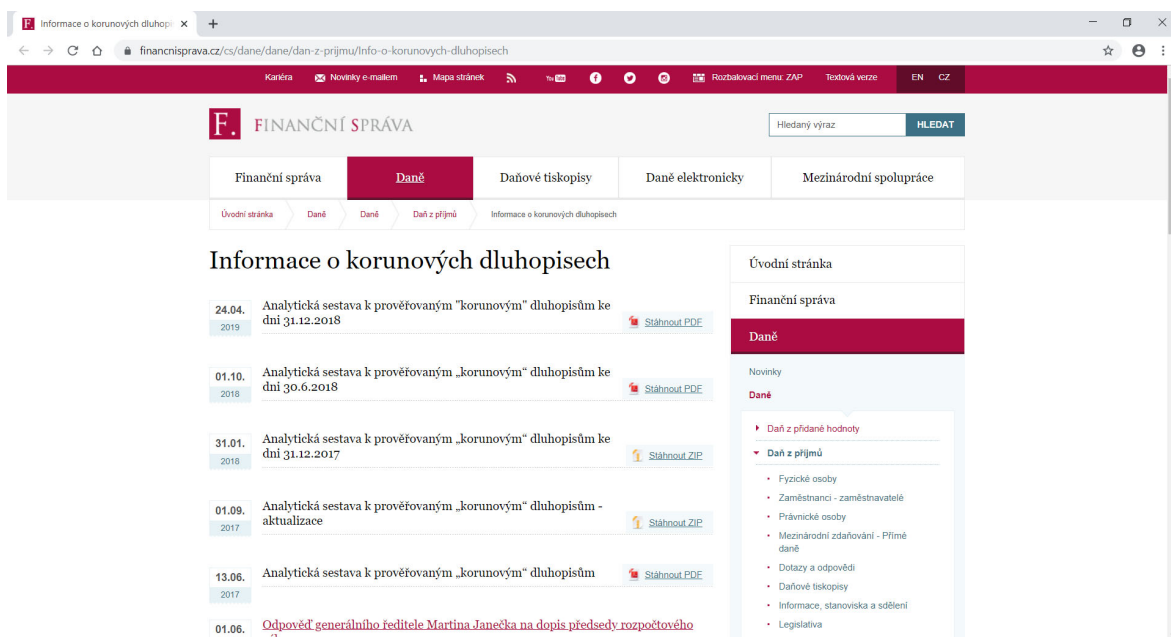 Informace o korunových dluhopi
financnisprava.cz/cs/dane/dane/dan-z-prijmu/Info-o-korunovych-dluhopisech
Kariéra Novinky e-mailem Mapa stránek Rozbalovací menu: ZAP Textová verze EN CZ
F. FINANČNÍ SPRÁVA
Hledaný výraz HLEDAT
Finanční správa Daně Daňové tiskopisy Daně elektronicky Mezinárodní spolupráce
Úvodní stránka Daně Daně Daň z příjmů Informace o korunových dluhopisech
Informace o korunových dluhopisech
24.04.
2019
Analytická sestava k prověřovaným "korunovým" dluhopisům ke
dni 31.12.2018
Stáhnout PDF
01.10.
2018
Analytická sestava k prověřovaným „korunovým“ dluhopisům ke
dni 30.6.2018
Stáhnout PDF
31.01.
2018
Analytická sestava k prověřovaným „korunovým“ dluhopisům ke
dni 31.12.2017
Stáhnout ZIP
01.09.
2017
Analytická sestava k prověřovaným „korunovým“ dluhopisům -
aktualizace
Stáhnout ZIP
13.06.
2017
Analytická sestava k prověřovaným „korunovým“ dluhopisům
Stáhnout PDF
01.06.
Odpověď generálního ředitele Martina Janečka na dopis předsedy rozpočtového
Úvodní stránka
Finanční správa
Daně
Novinky
Daně
Daň z přidané hodnoty
Daň z příjmů
Fyzické osoby
Zaměstnanci - zaměstnavatelé
Právnické osoby
Mezinárodní zdaňování - Přímé
daně
Dotazy a odpovědi
Daňové tiskopisy
Informace, stanoviska a sdělení
Legislativa